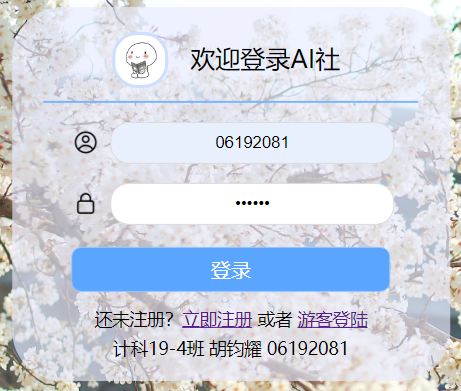 欢迎登录AI社
06192081
••••••
登录
还未注册？立即注册 或者 游客登陆
计科19-4班 胡钧耀 06192081